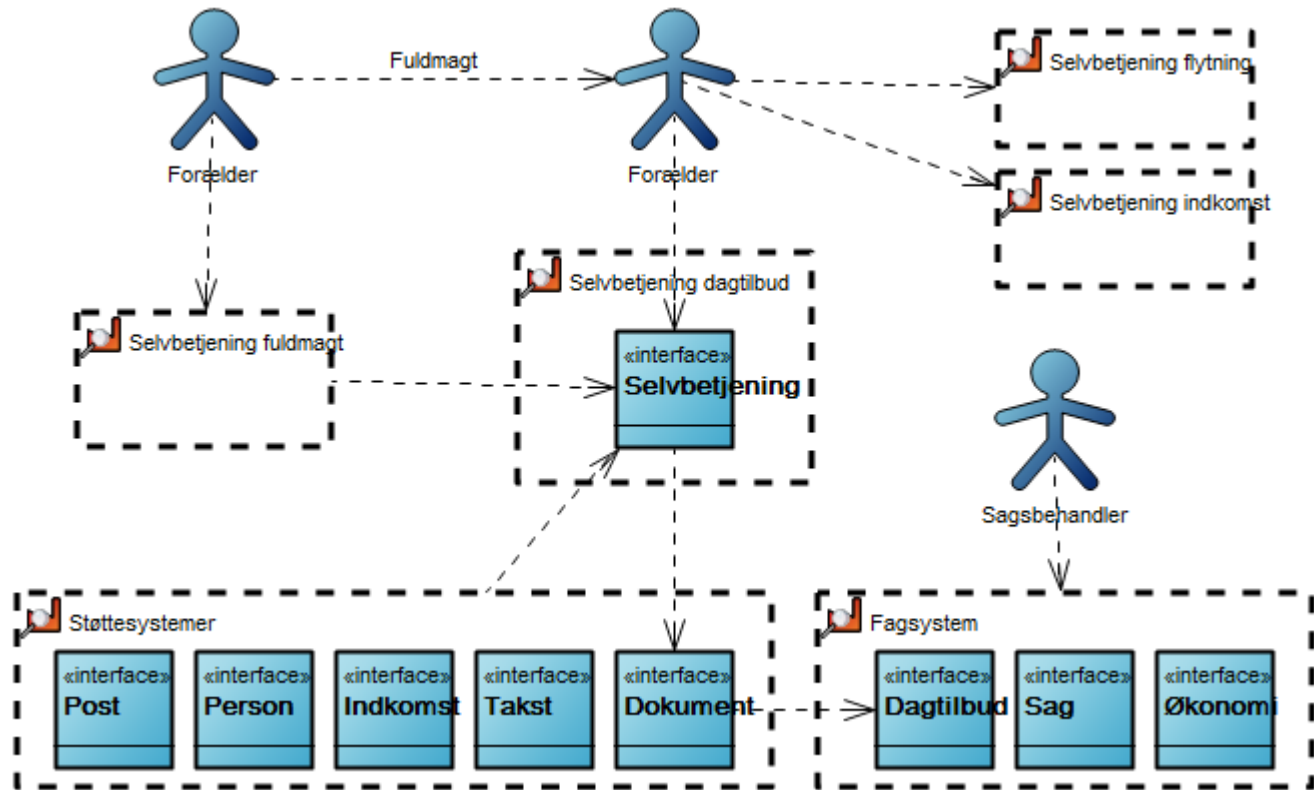 Fuldmagt
Forælder
Forælder
Selvbetjening flytning
Selvbetjening indkomst
Selvbetjening dagtilbud
«interface»
Selvbetjening
Selvbetjening fuldmagt
Sagsbehandler
Støttesystemer
«interface»
Post
«interface»
Person
«interface»
Indkomst
«interface»
Takst
«interface»
Dokument
Fagsystem
«interface»
Dagtilbud
«interface»
Sag
«interface»
Økonomi